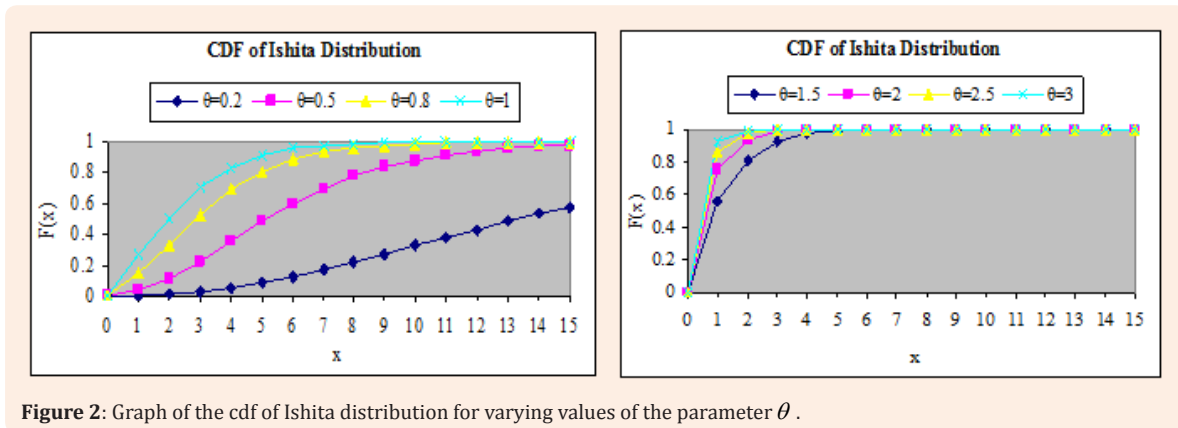 CDF of Ishita Distribution
θ=0.2 θ=0.5 θ=0.8 θ=1
F(x)
1
0.8
0.6
0.4
0.2
0
0 1 2 3 4 5 6 7 8 9 10 11 12 13 14 15
x
CDF of Ishita Distribution
θ=1.5 θ=2 θ=2.5 θ=3
F(x)
1
0.8
0.6
0.4
0.2
0
0 1 2 3 4 5 6 7 8 9 10 11 12 13 14 15
x
Figure 2: Graph of the cdf of Ishita distribution for varying values of the parameter θ .